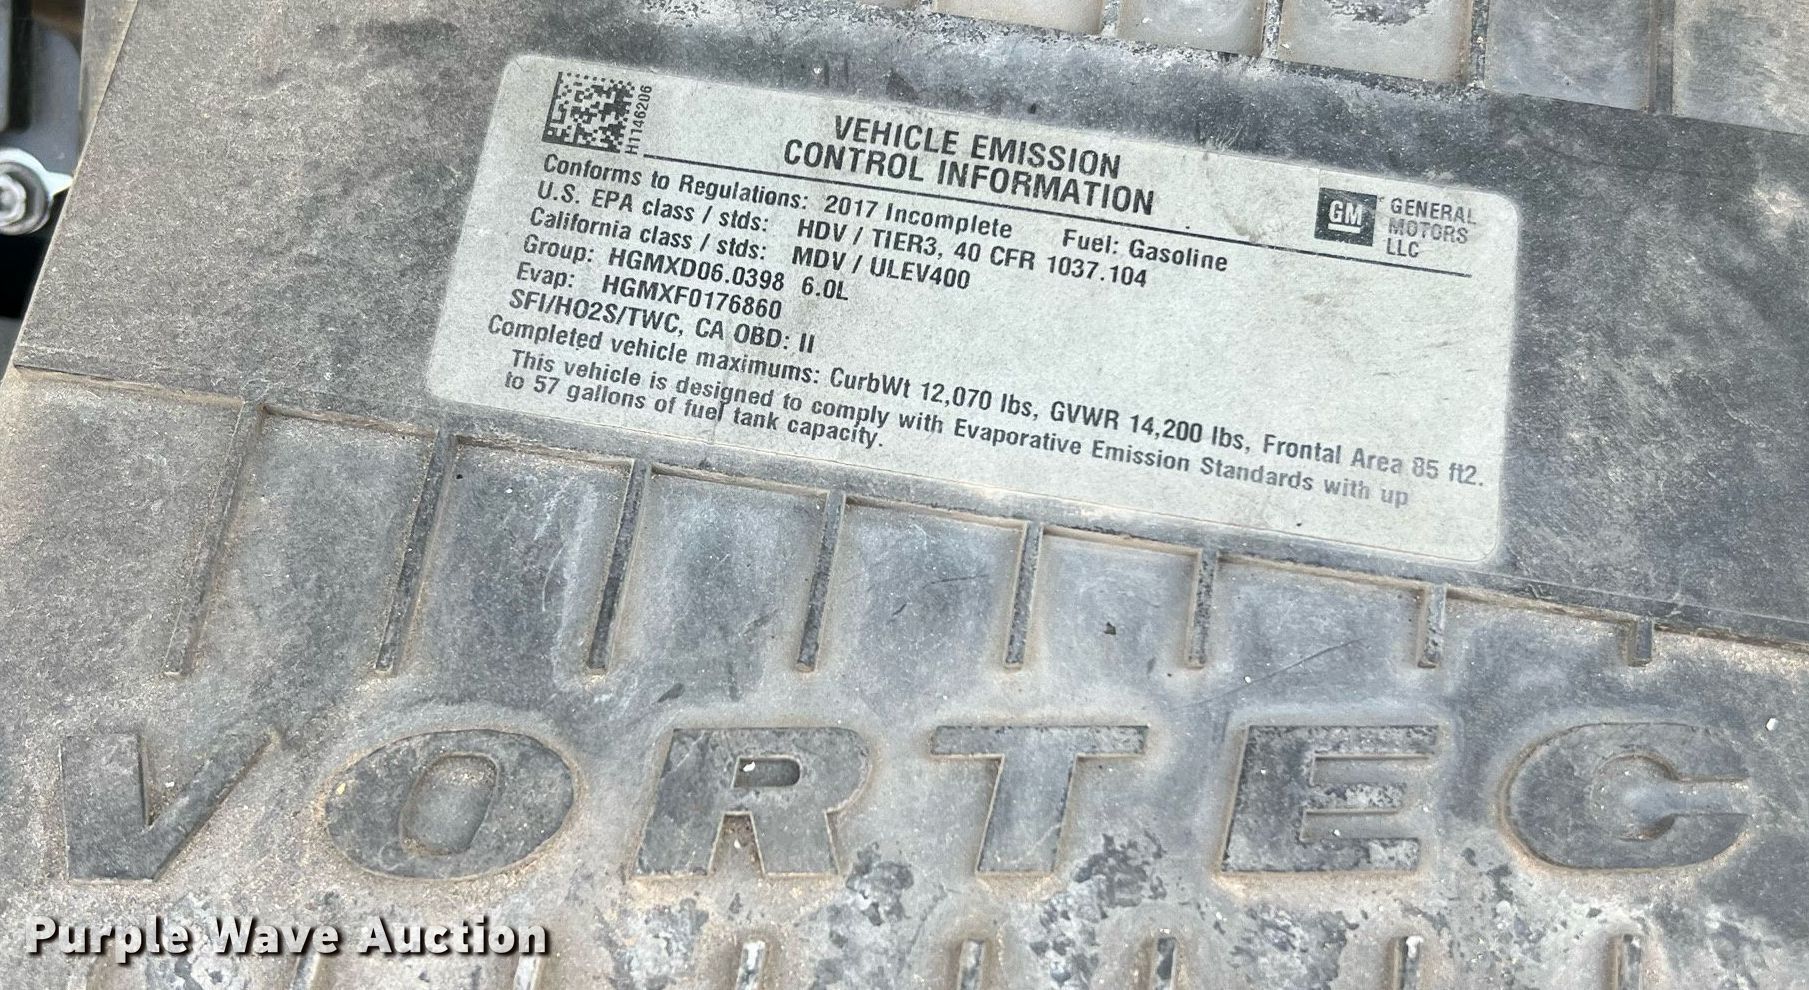 H1146206
VEHICLE EMISSION
CONTROL INFORMATION
GM GENERAL
MOTORS
LLC
Conforms to Regulations: 2017 Incomplete Fuel: Gasoline
U.S. EPA class / stds: HDV / TIER3, 40 CFR 1037.104
California class / stds: MDV / ULEV400
Group: HGMXD06.0398 6.0L
Evap: HGMXF0176860
SFI/HO2S/TWC, CA OBD: II
Completed vehicle maximums: CurbWt 12,070 lbs, GVWR 14,200 lbs, Frontal Area 85 ft2.
This vehicle is designed to comply with Evaporative Emission Standards with up
to 57 gallons of fuel tank capacity.
VORTEC
Purple Wave Auction